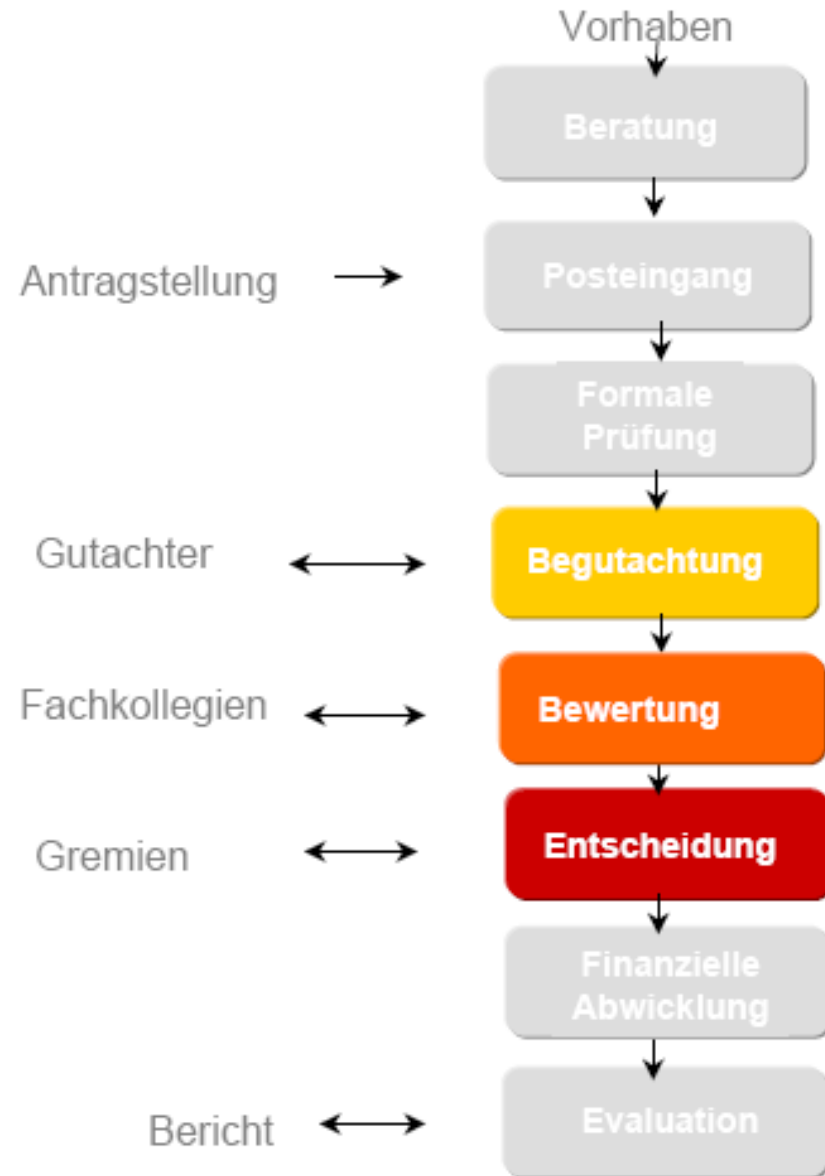 Vorhaben
Beratung
Antragstellung
Posteingang
Formale
Prüfung
Gutachter
Begutachtung
Fachkollegien
Bewertung
Gremien
Entscheidung
Finanzielle
Abwicklung
Bericht
Evaluation